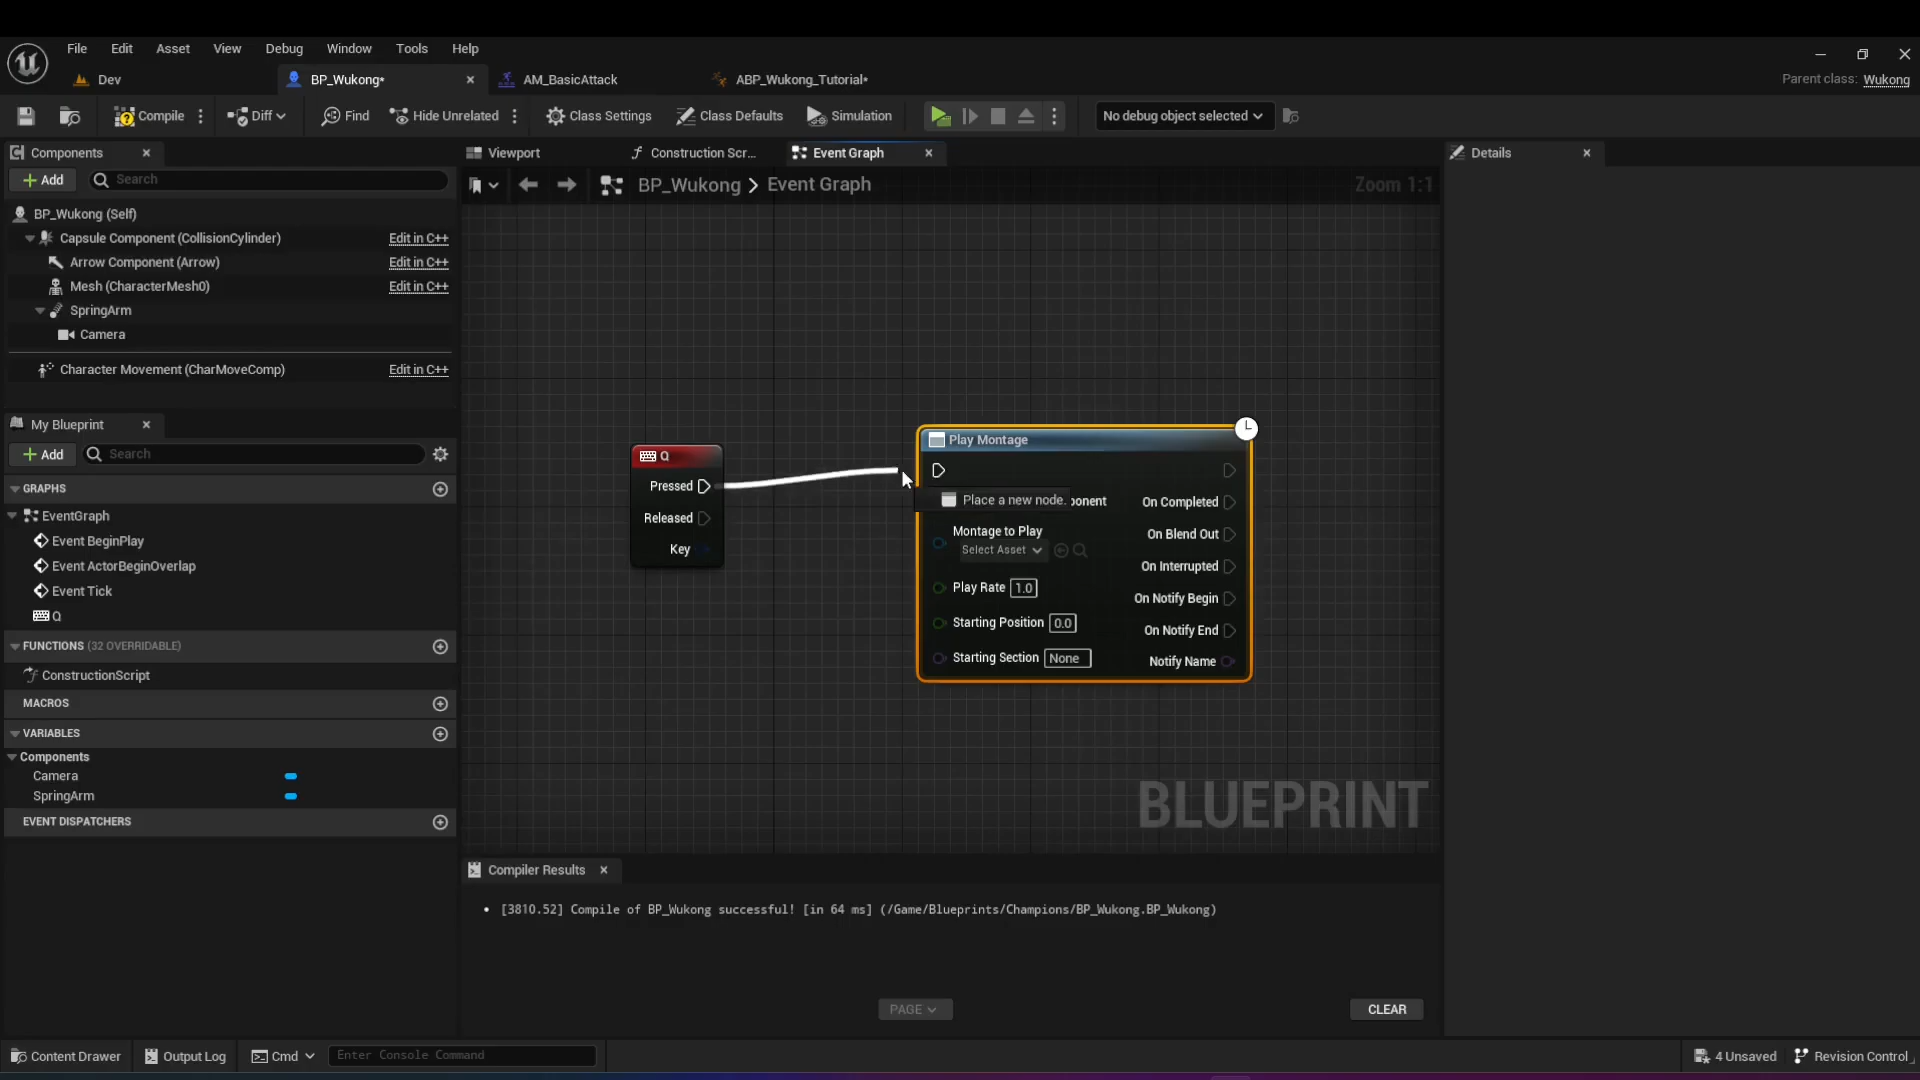 File Edit Asset View Debug Window Tools Help
Dev BP_Wukong* AM_BasicAttack ABP_Wukong_Tutorial* Parent class: Wukong
Compile Diff Find Hide Unrelated Class Settings Class Defaults Simulation No debug object selected
Components Viewport Construction Scr... Event Graph Details
Add Search
BP_Wukong > Event Graph Zoom 1:1
BP_Wukong (Self)
Capsule Component (CollisionCylinder) Edit in C++
Arrow Component (Arrow) Edit in C++
Mesh (CharacterMesh0) Edit in C++
SpringArm
Camera
Character Movement (CharMoveComp) Edit in C++
My Blueprint
Add Search
GRAPHS
EventGraph
Event BeginPlay
Event ActorBeginOverlap
Event Tick
Q
FUNCTIONS (32 OVERRIDABLE)
ConstructionScript
MACROS
VARIABLES
Components
Camera
SpringArm
EVENT DISPATCHERS
Q
Pressed
Released
Key
Play Montage
Place a new node. ponent On Completed
Montage to Play
Select Asset
On Blend Out
On Interrupted
Play Rate 1.0
On Notify Begin
Starting Position 0.0
On Notify End
Starting Section None
Notify Name
BLUEPRINT
Compiler Results
• [3810.52] Compile of BP_Wukong successful! [in 64 ms] (/Game/Blueprints/Champions/BP_Wukong.BP_Wukong)
PAGE CLEAR
Content Drawer Output Log Cmd Enter Console Command 4 Unsaved Revision Control